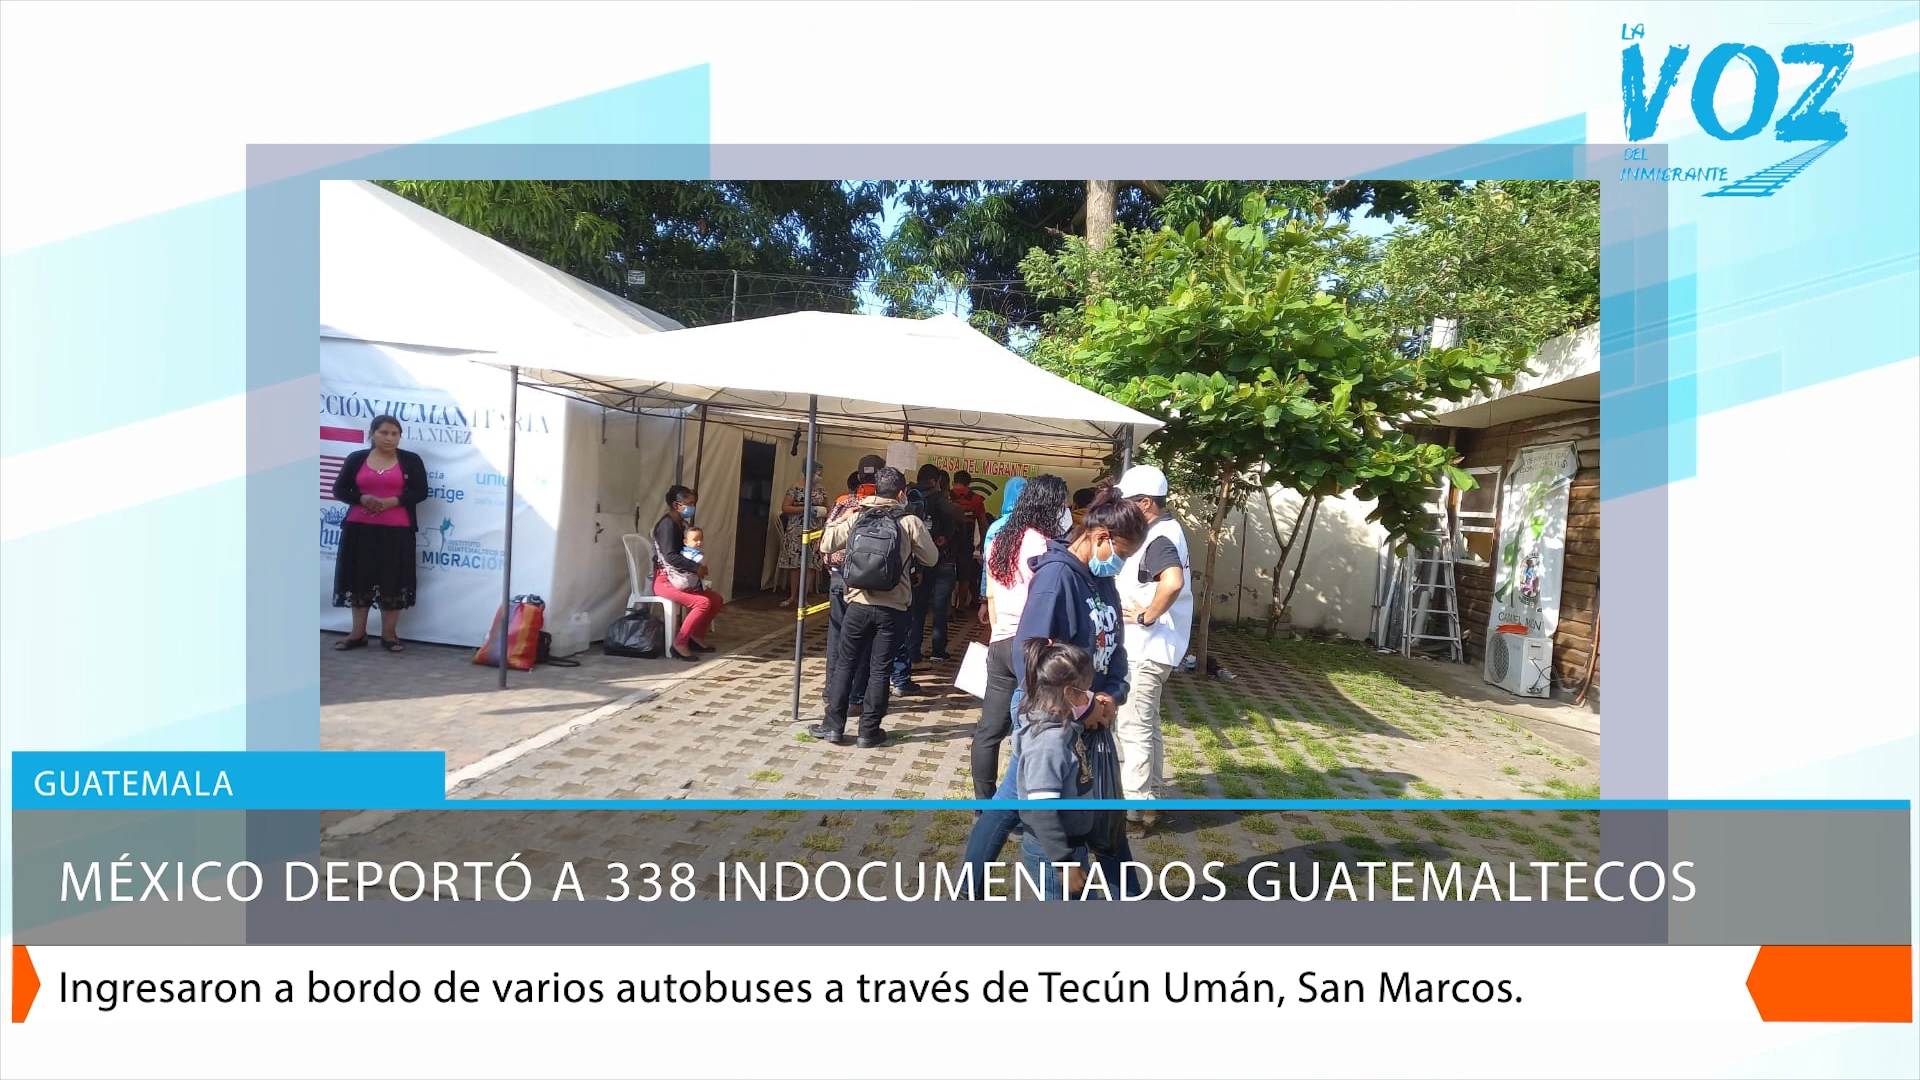 LA
VOZ
DEL
INMIGRANTE
CCIÓN HUMANITARIA
LA NIÑEZ
erige
MIGRACIÓN
"CASA DEL MIGRANTE"
GUATEMALA
MÉXICO DEPORTÓ A 338 INDOCUMENTADOS GUATEMALTECOS
Ingresaron a bordo de varios autobuses a través de Tecún Umán, San Marcos.